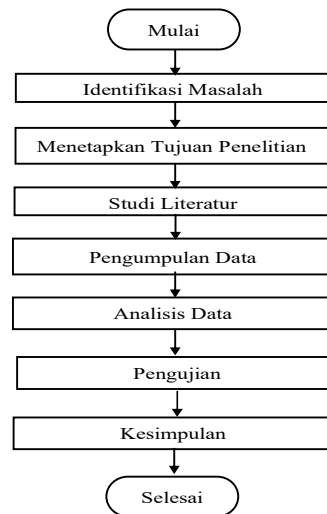 Mulai
Identifikasi Masalah
Menetapkan Tujuan Penelitian
Studi Literatur
Pengumpulan Data
Analisis Data
Pengujian
Kesimpulan
Selesai